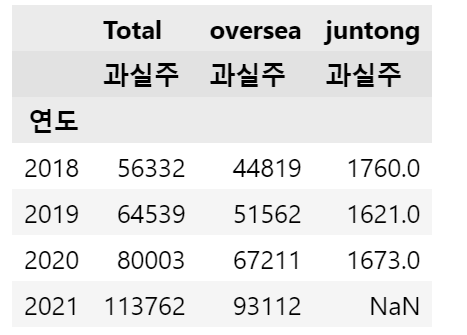 Total oversea juntong
과실주 과실주 과실주
연도
2018 56332 44819 1760.0
2019 64539 51562 1621.0
2020 80003 67211 1673.0
2021 113762 93112 NaN